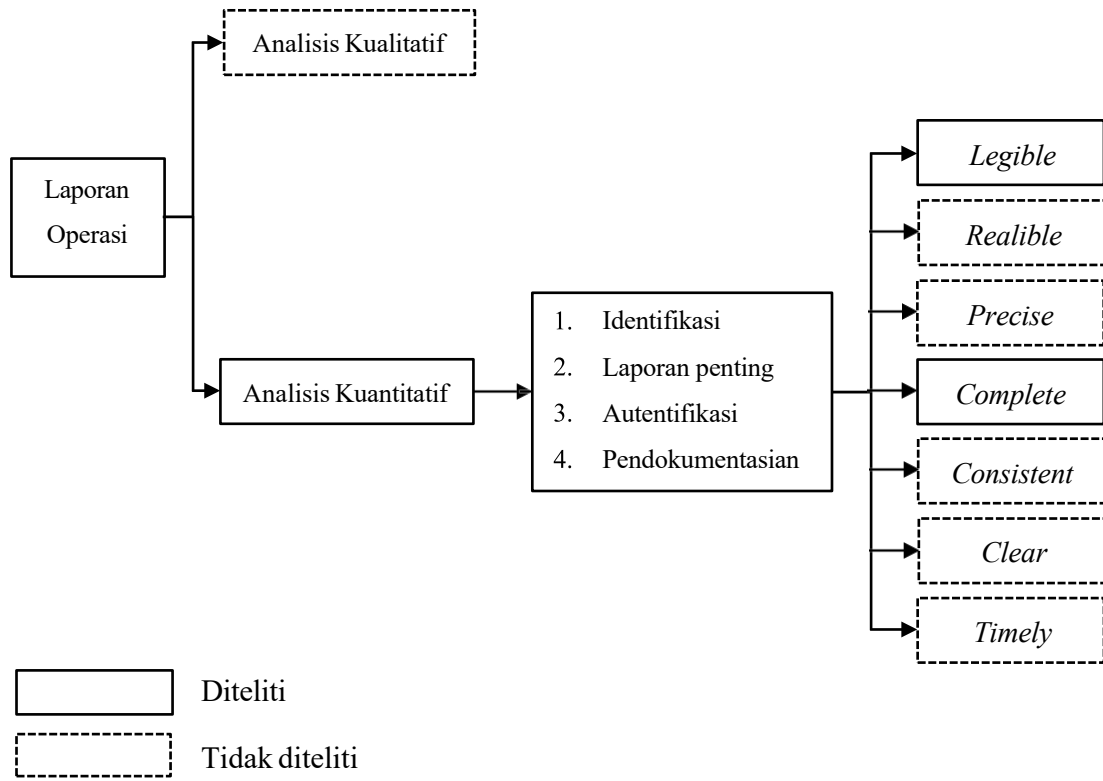 Analisis Kualitatif
Laporan
Operasi
Analisis Kuantitatif
1. Identifikasi
2. Laporan penting
3. Autentifikasi
4. Pendokumentasian
Legible
Realible
Precise
Complete
Consistent
Clear
Timely
Diteliti
Tidak diteliti